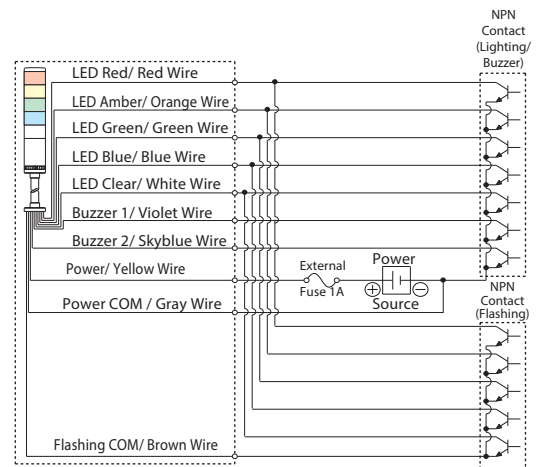 NPN
Contact
(Lighting/
Buzzer)
LED Red/ Red Wire
LED Amber/ Orange Wire
LED Green/ Green Wire
LED Blue/ Blue Wire
LED Clear/ White Wire
Buzzer 1/ Violet Wire
Buzzer 2/ Skyblue Wire
Power/ Yellow Wire
External
Fuse 1A
Power
Source
Power COM / Gray Wire
NPN
Contact
(Flashing)
Flashing COM/ Brown Wire